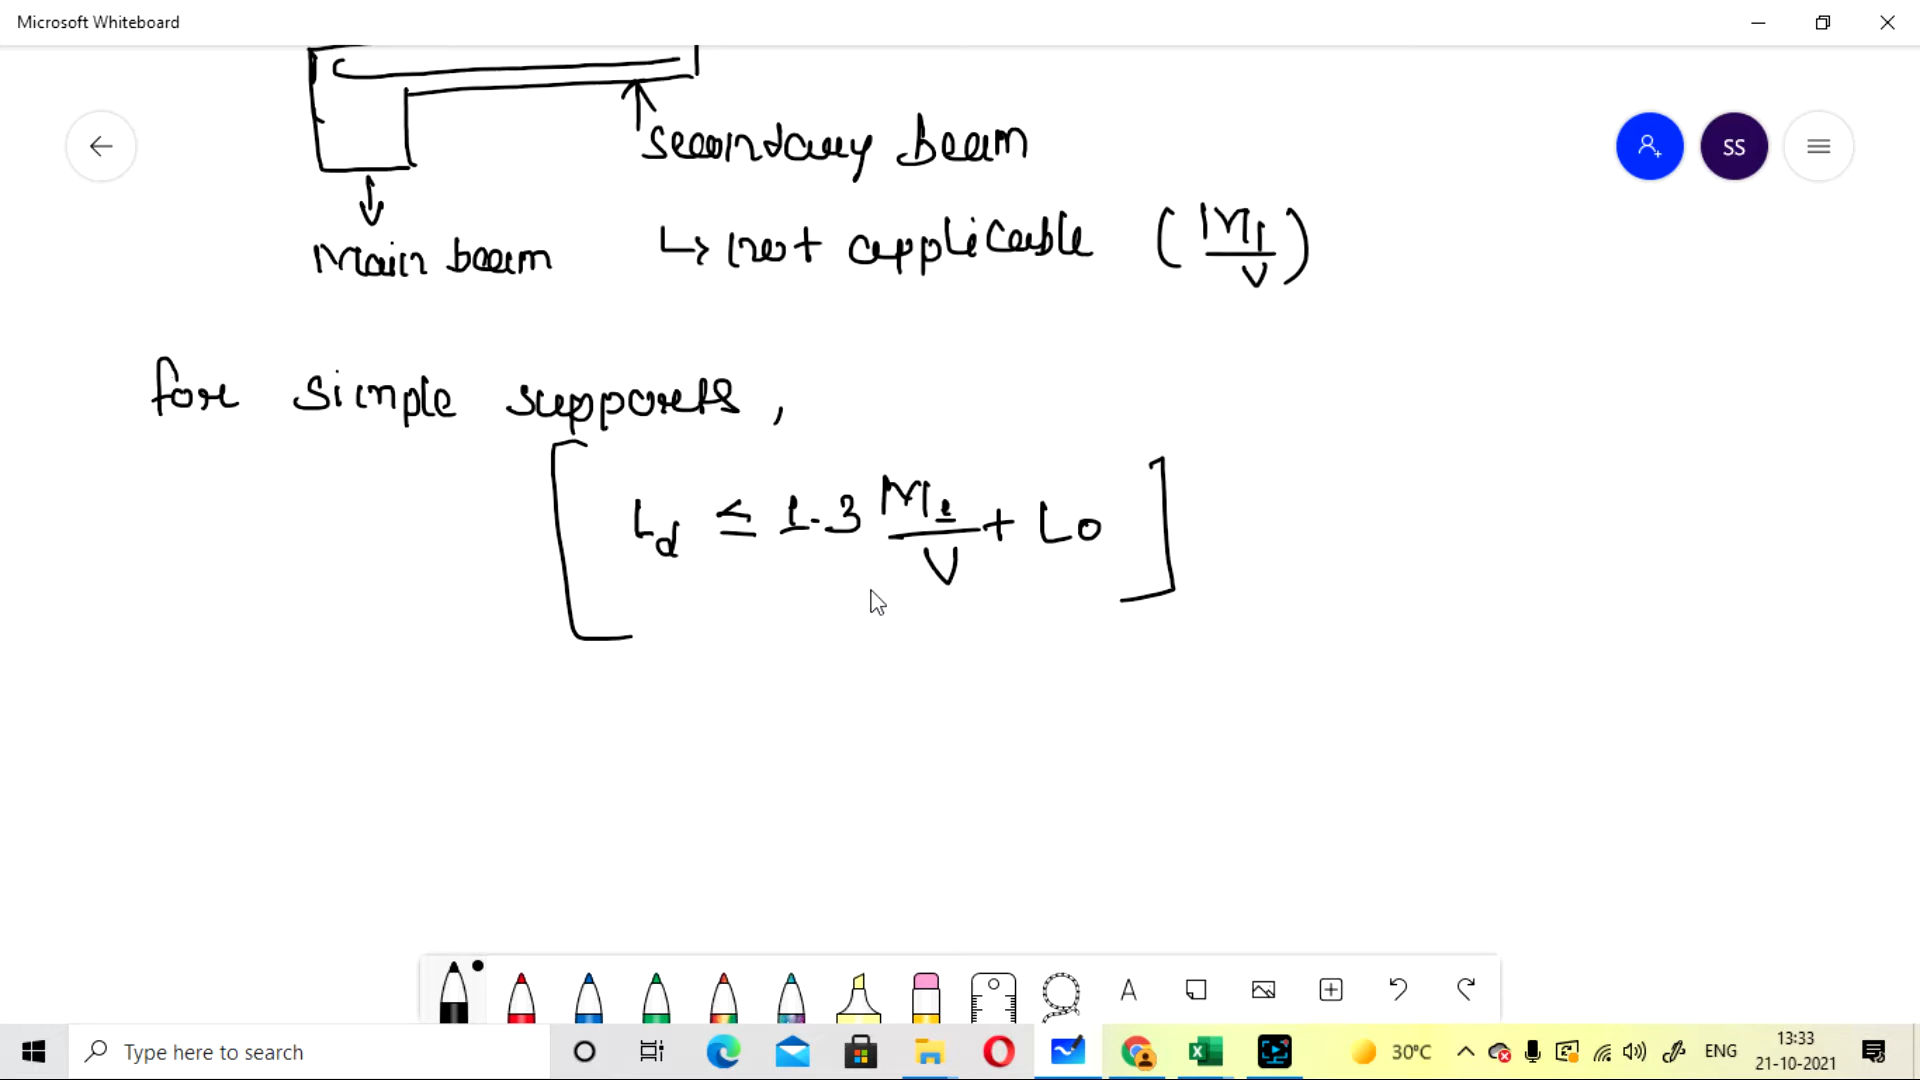 Microsoft Whiteboard
Secondary beam
SS
Main beam
↳ not applicable (M1/V)
for simple supports,
[ Ld ≤ 1.3 M1/V + Lo ]
A
Type here to search
30°C
ENG
13:33
21-10-2021